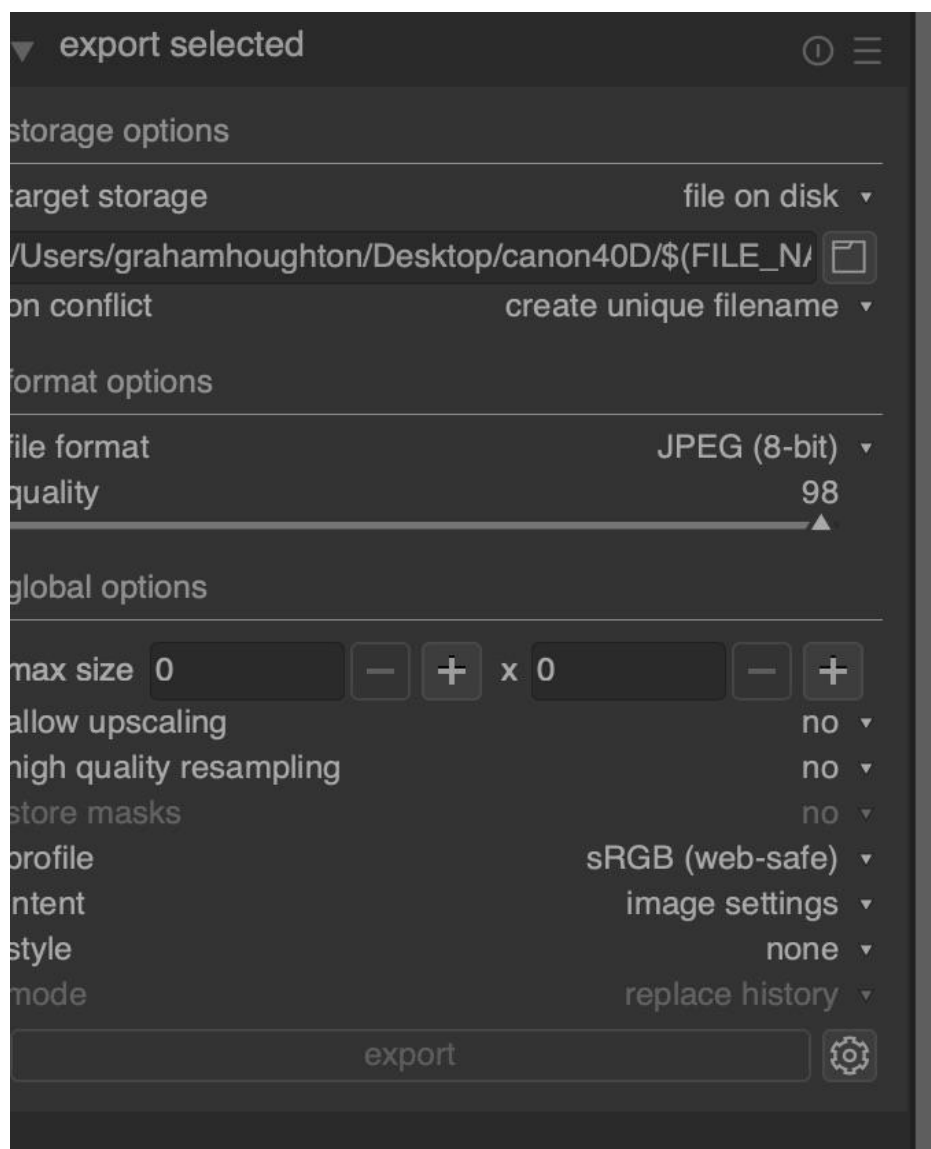 export selected
storage options
target storage file on disk
/Users/grahamhoughton/Desktop/canon40D/$(FILE_NA
on conflict create unique filename
format options
file format JPEG (8-bit)
quality 98
global options
max size 0 x 0
allow upscaling no
high quality resampling no
store masks no
profile sRGB (web-safe)
intent image settings
style none
mode replace history
export